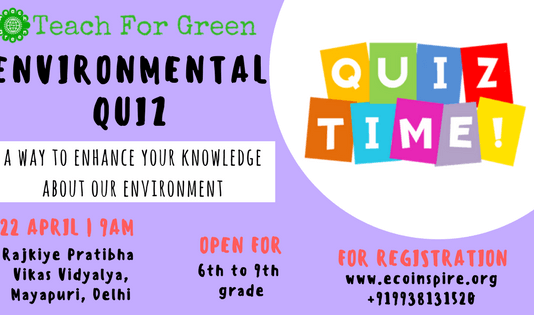 Teach For Green
ENVIRONMENTAL
QUIZ
A WAY TO ENHANCE YOUR KNOWLEDGE
ABOUT OUR ENVIRONMENT
22 APRIL | 9AM
Rajkiye Pratibha
Vikas Vidyalya,
Mayapuri, Delhi
OPEN FOR
6th to 9th
grade
QUIZ
TIME!
FOR REGISTRATION
www.ecoinspire.org
+919938131520